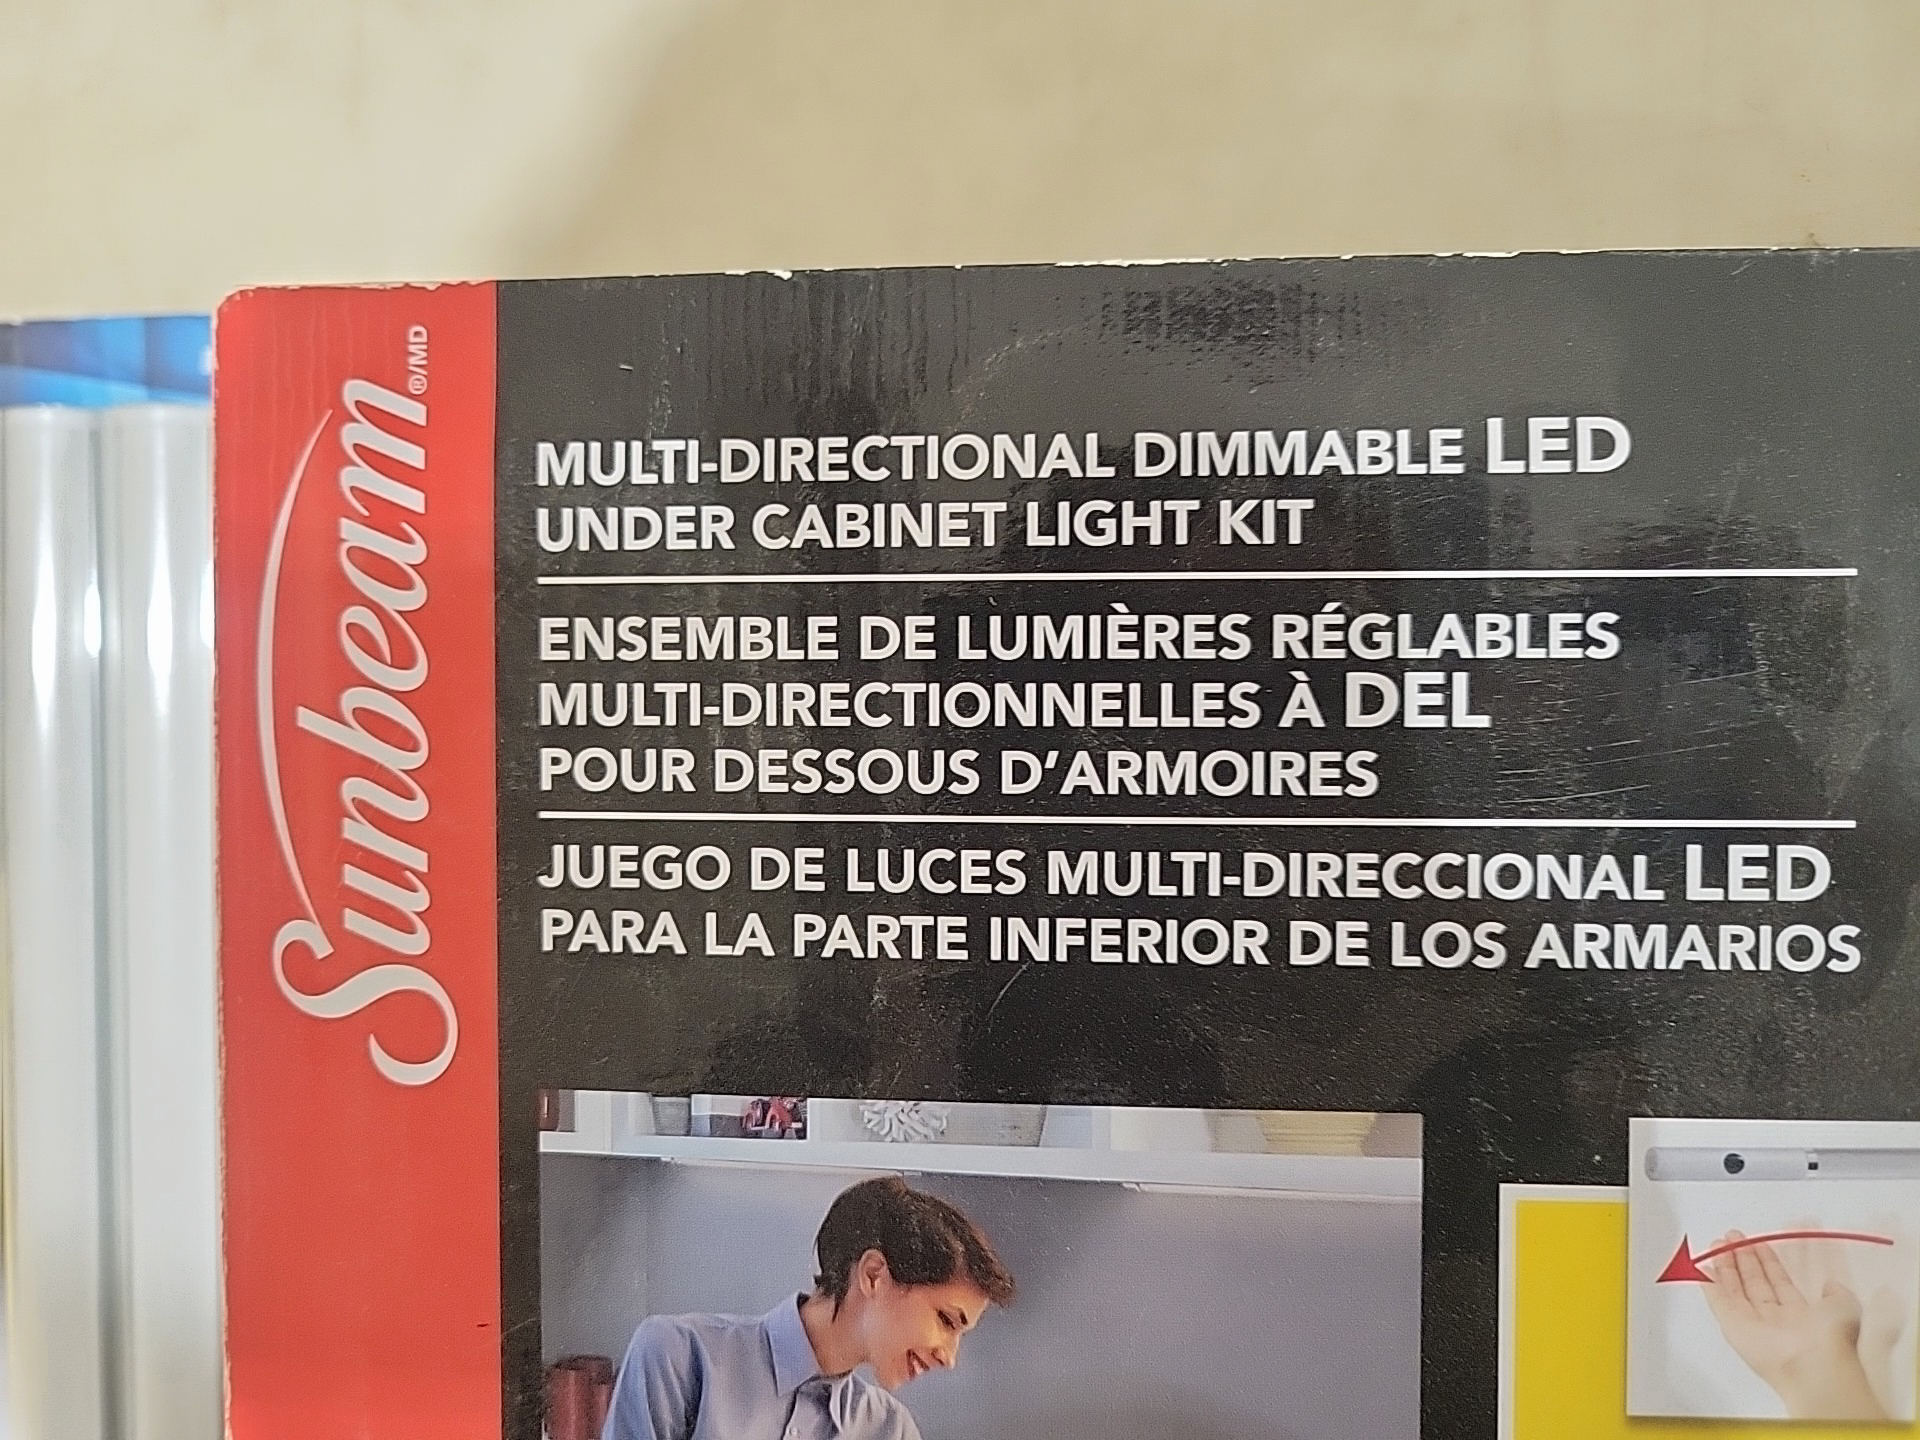 Sunbeam®/MD
MULTI-DIRECTIONAL DIMMABLE LED
UNDER CABINET LIGHT KIT
ENSEMBLE DE LUMIÈRES RÉGLABLES
MULTI-DIRECTIONNELLES À DEL
POUR DESSOUS D'ARMOIRES
JUEGO DE LUCES MULTI-DIRECCIONAL LED
PARA LA PARTE INFERIOR DE LOS ARMARIOS